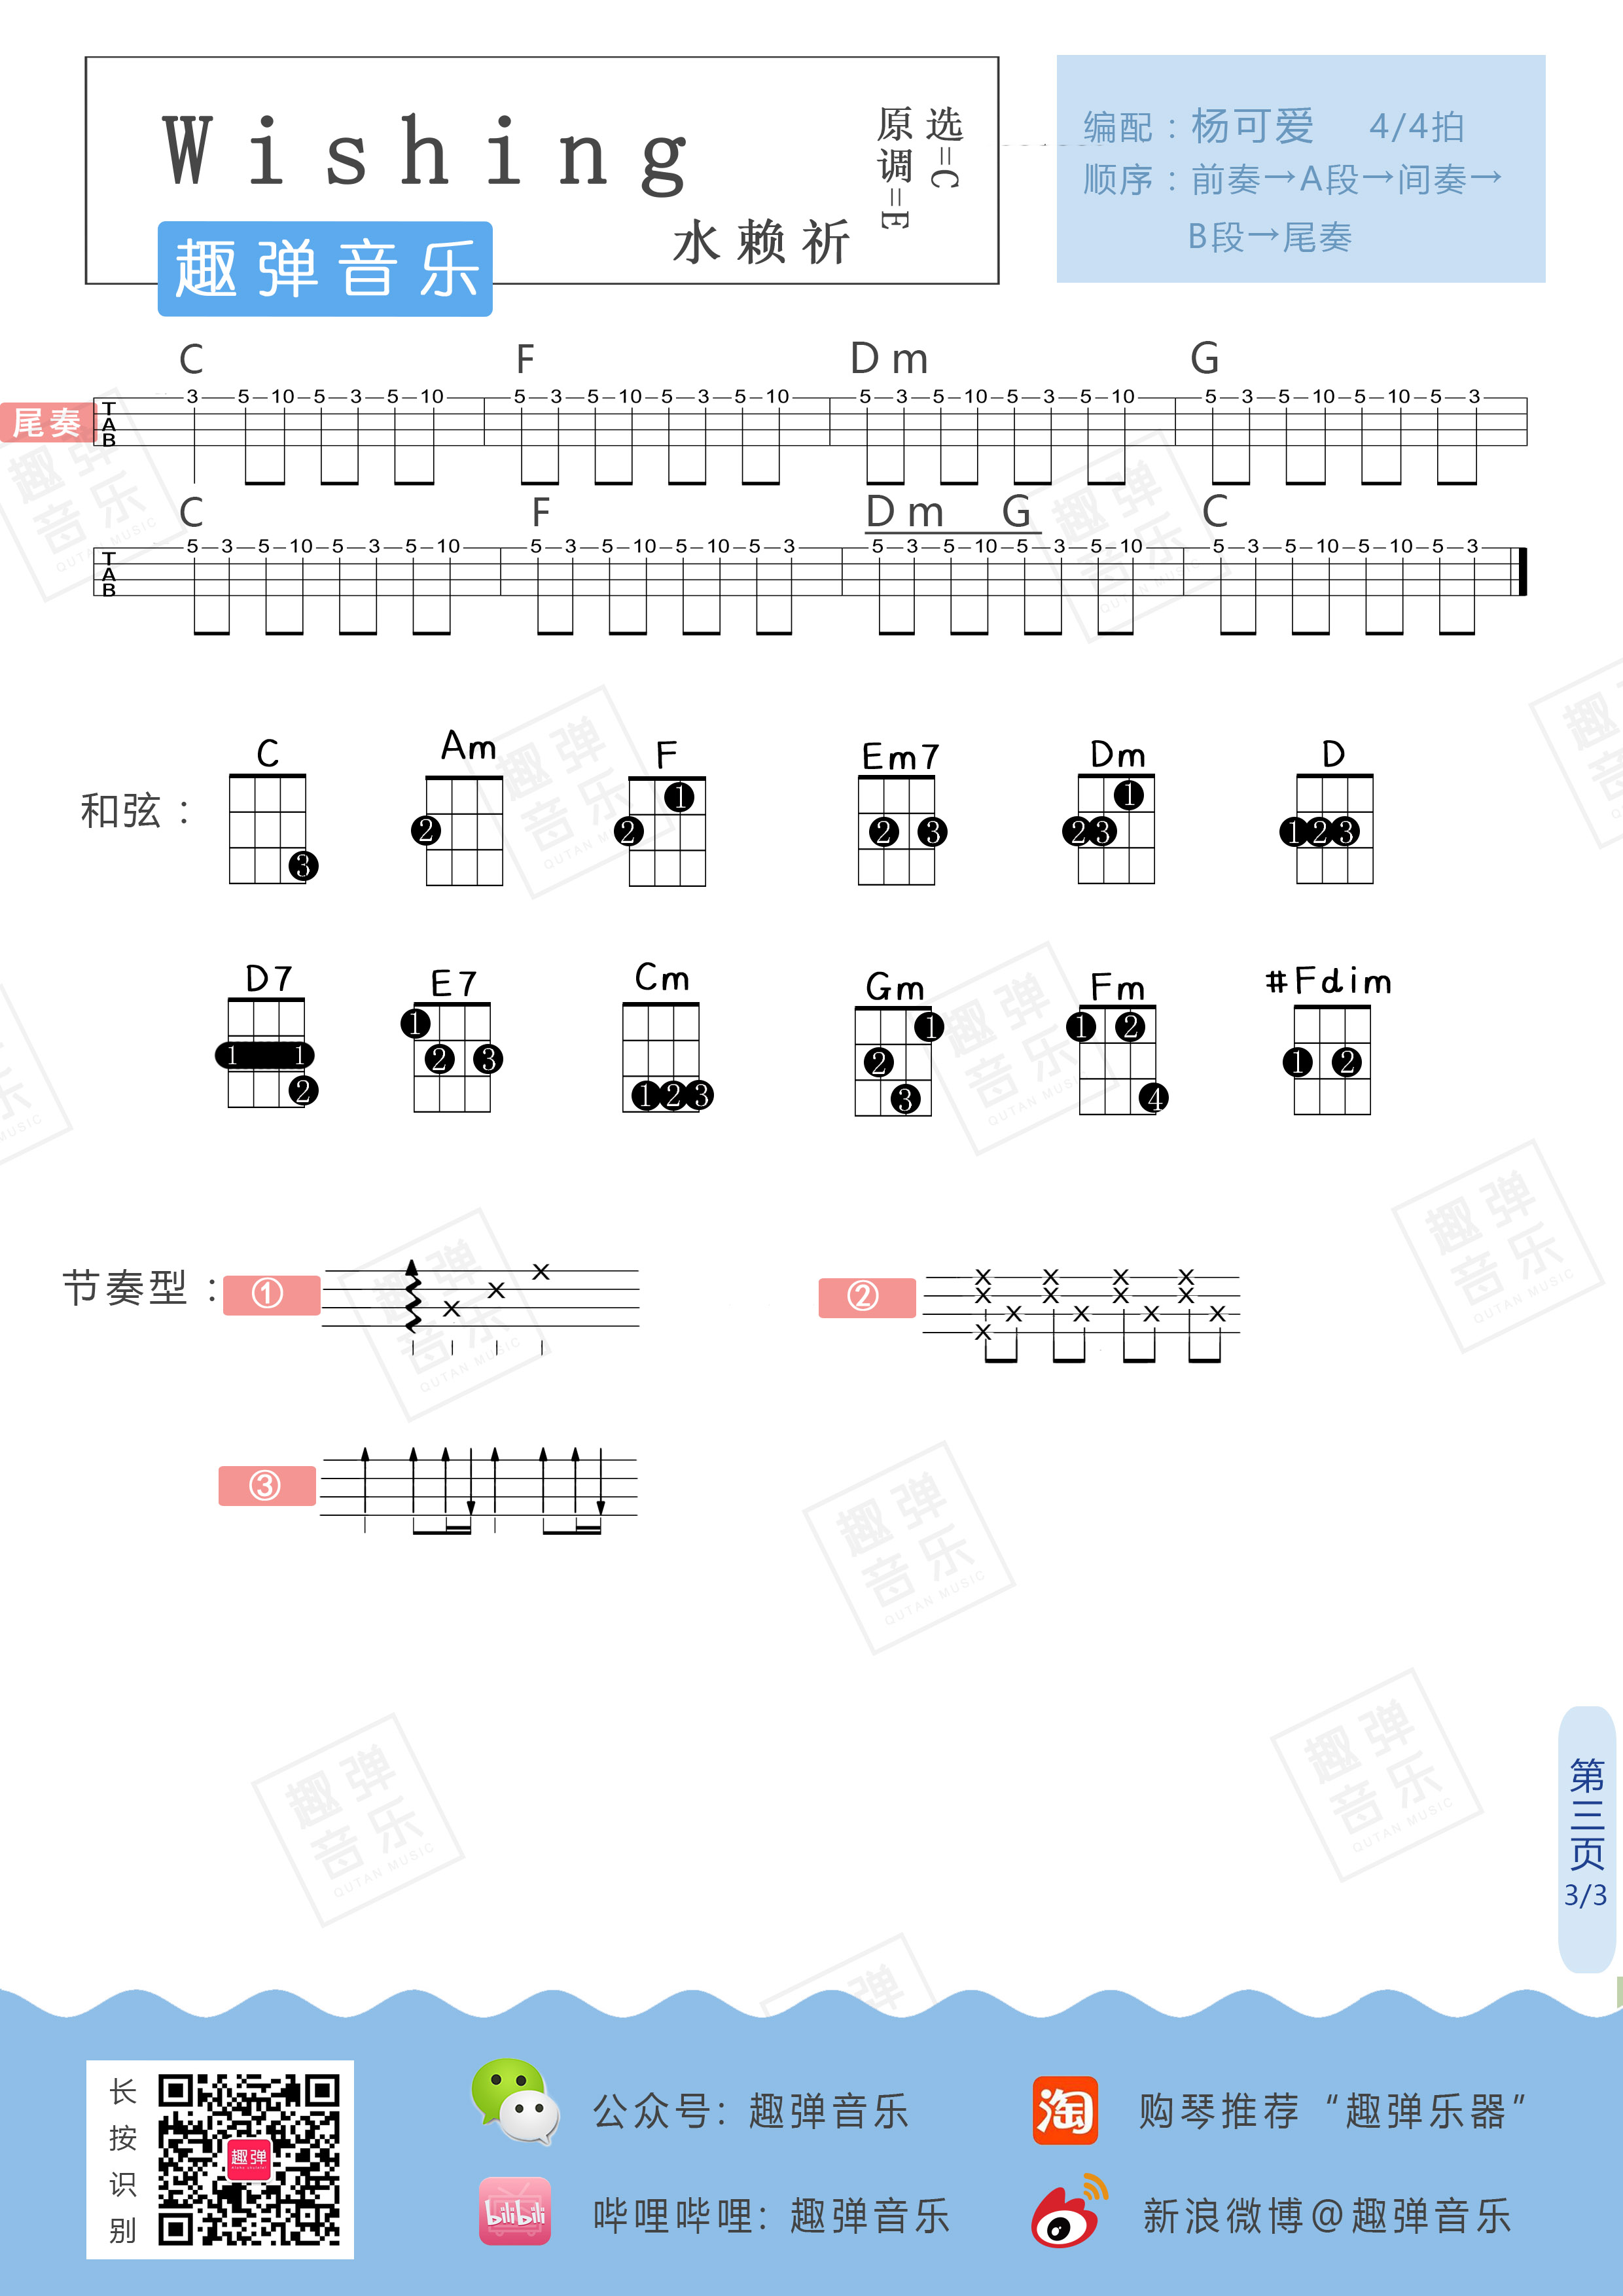 Wishing
原调=E
选=C
水赖祈
趣弹音乐
编配：杨可爱 4/4拍
顺序：前奏→A段→间奏→
B段→尾奏
C F Dm G
尾奏
TAB
3 5 10 5 3 5 10 5 3 5 10 5 3 5 10 5 3 5 10 5 3 5 10 5 3 5 10 5 10 5 3
C F Dm G C
TAB
5 3 5 10 5 3 5 10 5 3 5 10 5 10 5 3 5 3 5 10 5 3 5 10 5 3 5 10 5 10 5 3
和弦：
C Am F Em7 Dm D
3 2 1 2 2 3 1 2 3 1 2 3
D7 E7 Cm Gm Fm #Fdim
1 1 2 1 2 3 1 2 3 1 2 3 1 2 4 1 2
节奏型：
① ②
③
第三页
3/3
长按识别
趣弹
公众号：趣弹音乐
淘
购琴推荐“趣弹乐器”
bilibili
哔哩哔哩：趣弹音乐
新浪微博@趣弹音乐
趣弹音乐
QUTAN MUSIC